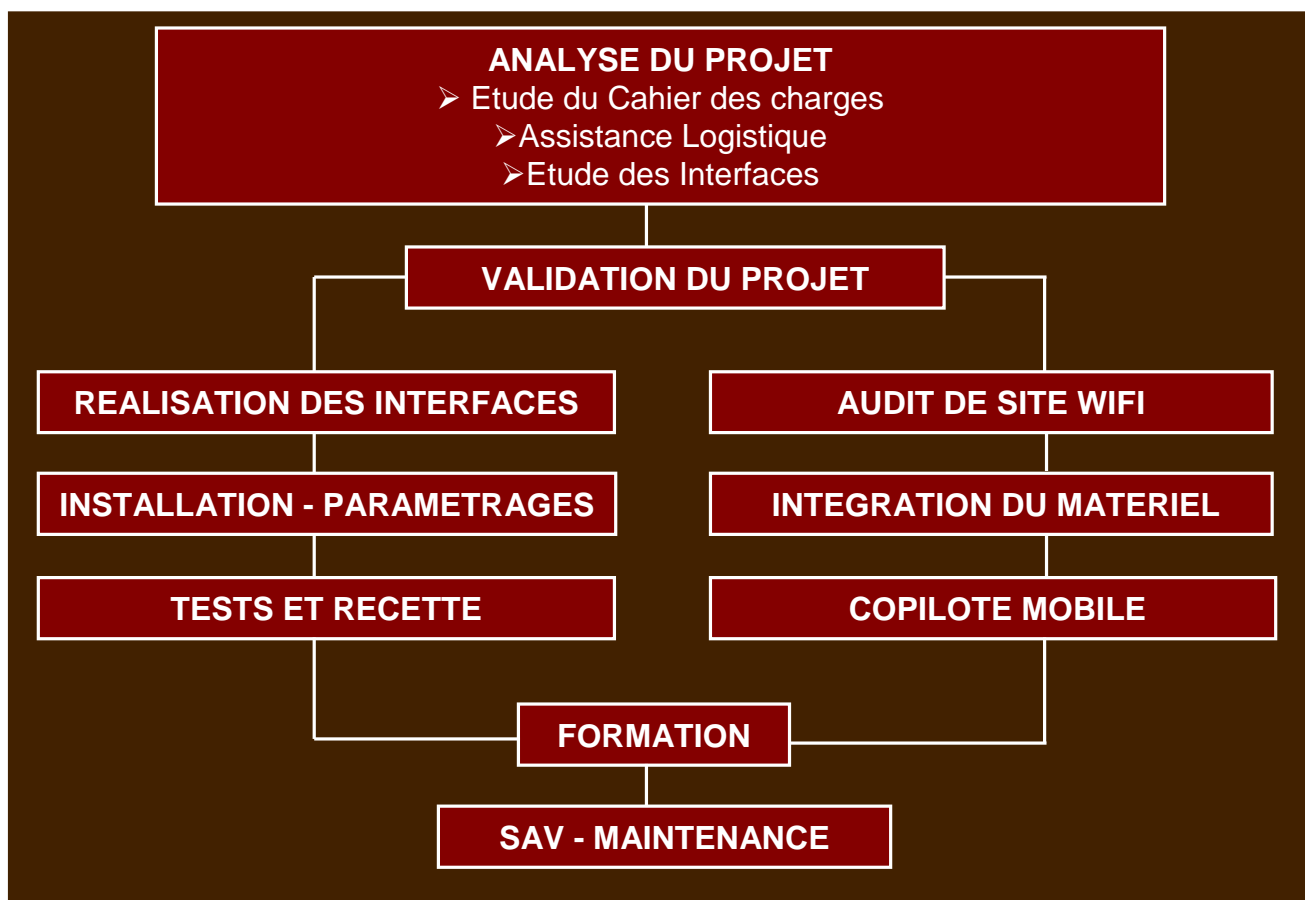 ANALYSE DU PROJET
➢ Etude du Cahier des charges
➢Assistance Logistique
➢Etude des Interfaces
VALIDATION DU PROJET
REALISATION DES INTERFACES
AUDIT DE SITE WIFI
INSTALLATION - PARAMETRAGES
INTEGRATION DU MATERIEL
TESTS ET RECETTE
COPILOTE MOBILE
FORMATION
SAV - MAINTENANCE